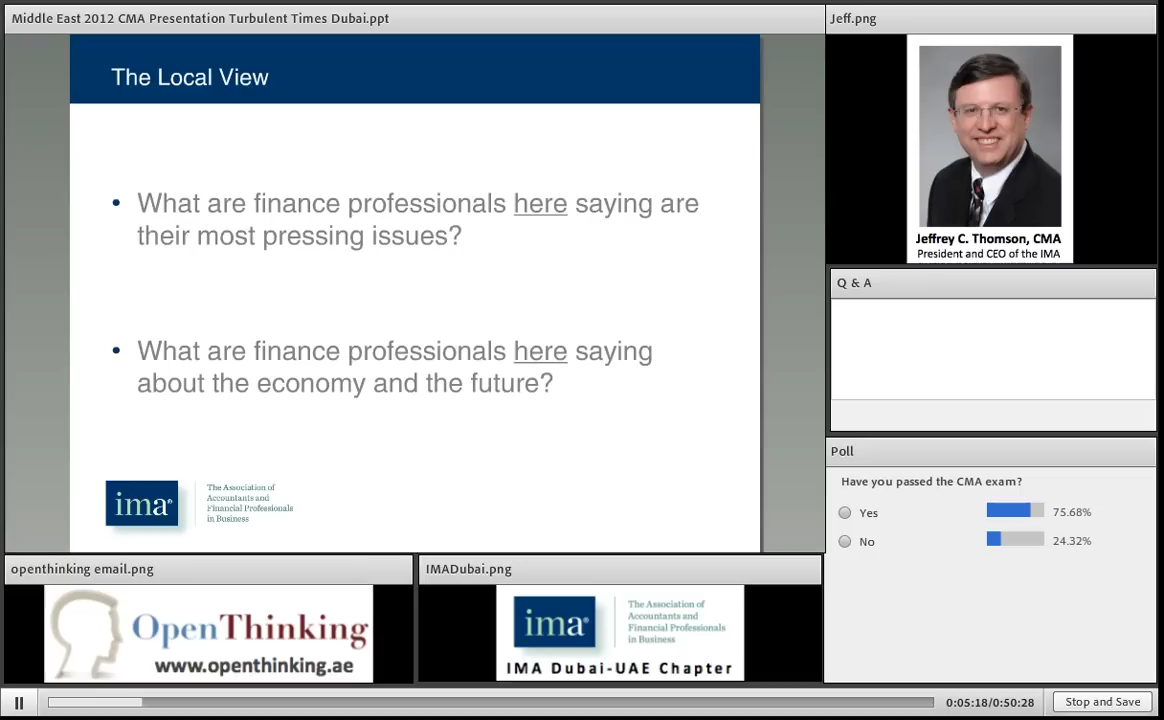 Middle East 2012 CMA Presentation Turbulent Times Dubai.ppt
The Local View
• What are finance professionals here saying are
their most pressing issues?
• What are finance professionals here saying
about the economy and the future?
ima®
The Association of
Accountants and
Financial Professionals
in Business
Jeff.png
Jeffrey C. Thomson, CMA
President and CEO of the IMA
Q & A
Poll
Have you passed the CMA exam?
Yes 75.68%
No 24.32%
openthinking email.png
OpenThinking
www.openthinking.ae
IMADubai.png
ima®
The Association of
Accountants and
Financial Professionals
in Business
IMA Dubai-UAE Chapter
0:05:18/0:50:28
Stop and Save